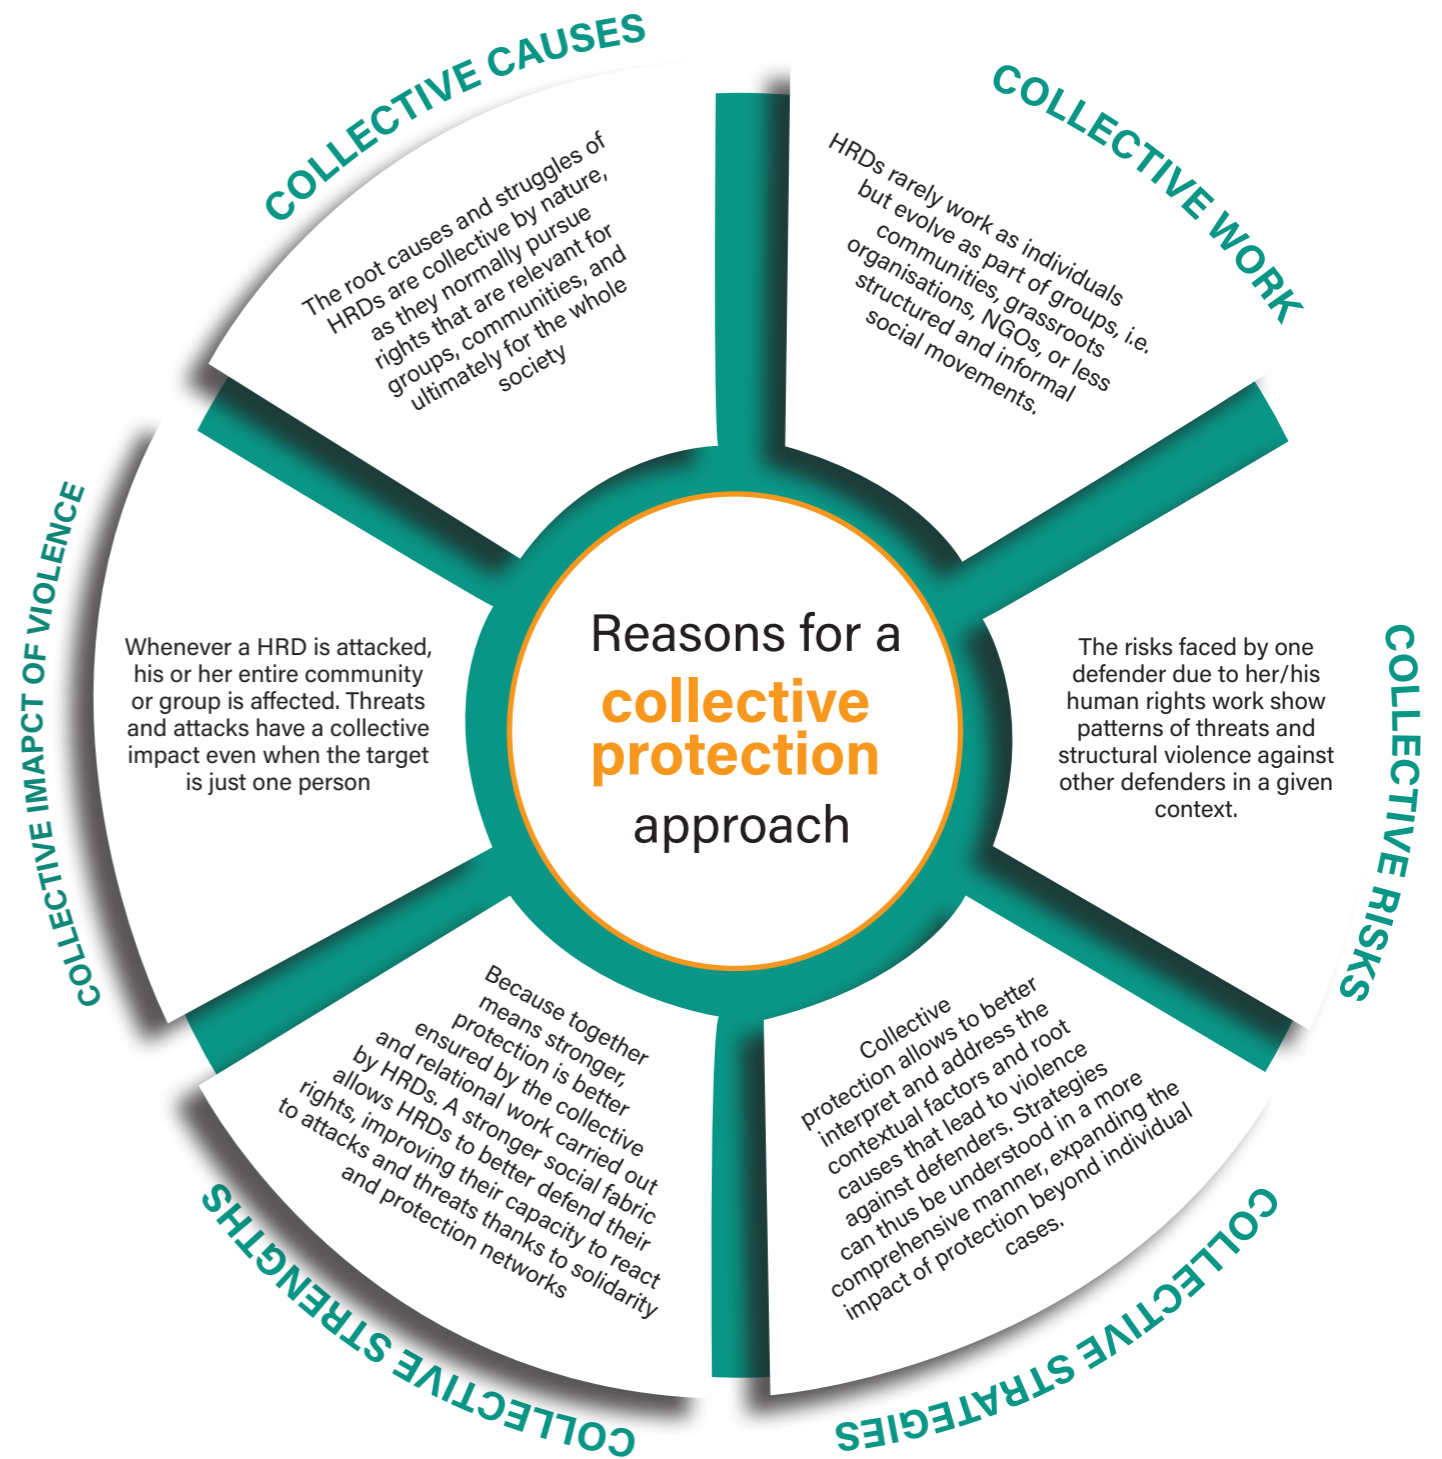 Reasons for a
collective
protection
approach
COLLECTIVE CAUSES
The root causes and struggles of
HRDs are collective by nature,
as they normally pursue
rights that are relevant for
groups, communities, and
ultimately for the whole
society
COLLECTIVE WORK
HRDs rarely work as individuals
but evolve as part of groups, i.e.
communities, grassroots
organisations, NGOs, or less
structured and informal
social movements.
COLLECTIVE RISKS
The risks faced by one
defender due to her/his
human rights work show
patterns of threats and
structural violence against
other defenders in a given
context.
COLLECTIVE STRATEGIES
Collective
protection allows to better
interpret and address the
contextual factors and root
causes that lead to violence
against defenders. Strategies
can thus be understood in a more
comprehensive manner, expanding the
impact of protection beyond individual
cases.
COLLECTIVE STRENGTHS
Because together
means stronger,
protection is better
ensured by the collective
and relational work carried out
by HRDs. A stronger social fabric
allows HRDs to better defend their
rights, improving their capacity to react
to attacks and threats thanks to solidarity
and protection networks
COLLECTIVE IMAPCT OF VIOLENCE
Whenever a HRD is attacked,
his or her entire community
or group is affected. Threats
and attacks have a collective
impact even when the target
is just one person